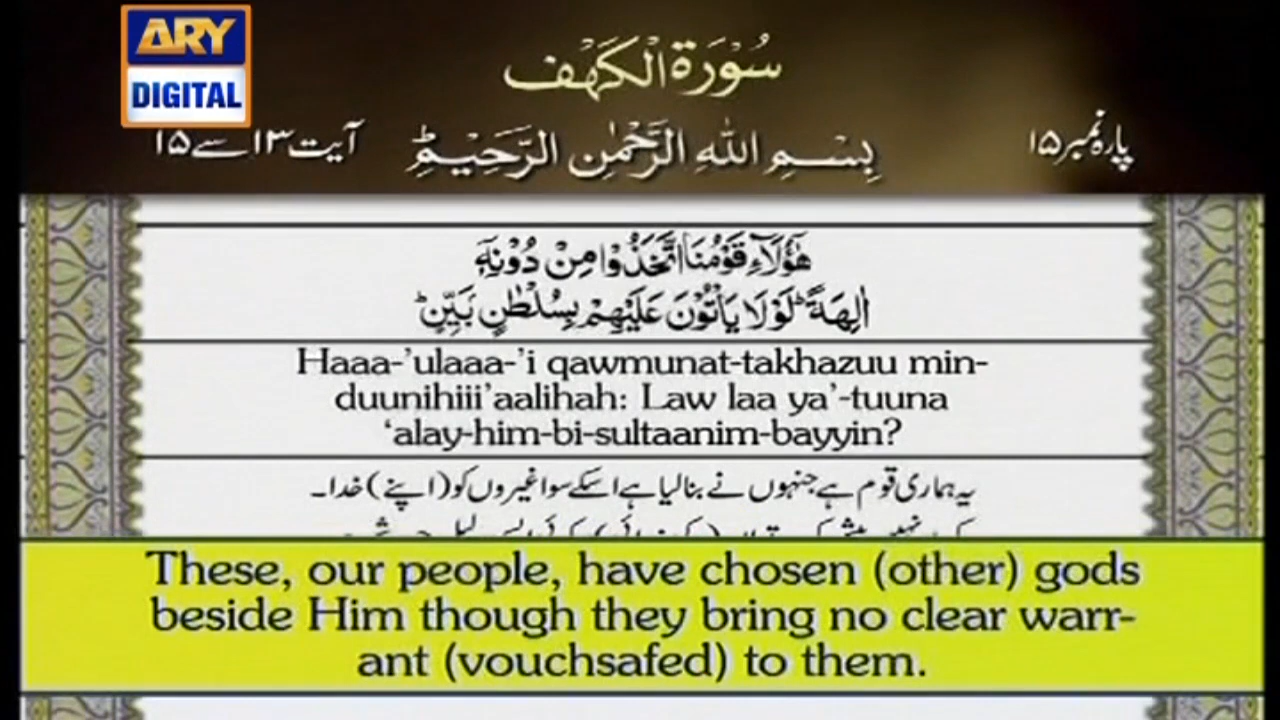 ARY
DIGITAL
سُوۡرَۃُ الۡکَہۡف
پارہ نمبر ۱۵
بِسۡمِ اللّٰہِ الرَّحۡمٰنِ الرَّحِیۡمِؕ
آیت ۱۳ سے ۱۵
ہٰۤؤُلَآءِ قَوۡمُنَا اتَّخَذُوۡا مِنۡ دُوۡنِہٖۤ
اٰلِہَۃً ؕ لَوۡ لَا یَاۡتُوۡنَ عَلَیۡہِمۡ بِسُلۡطٰنٍ بَیِّنٍ ؕ
Haaa-’ulaaa-’i qawmunat-takhazuu min-
duunihiii’aalihah: Law laa ya’-tuuna
‘alay-him-bi-sultaanim-bayyin?
یہ ہماری قوم ہے جنہوں نے بنا لیا ہے اسکے سوا غیروں کو (اپنے) خدا۔
These, our people, have chosen (other) gods
beside Him though they bring no clear warr-
ant (vouchsafed) to them.